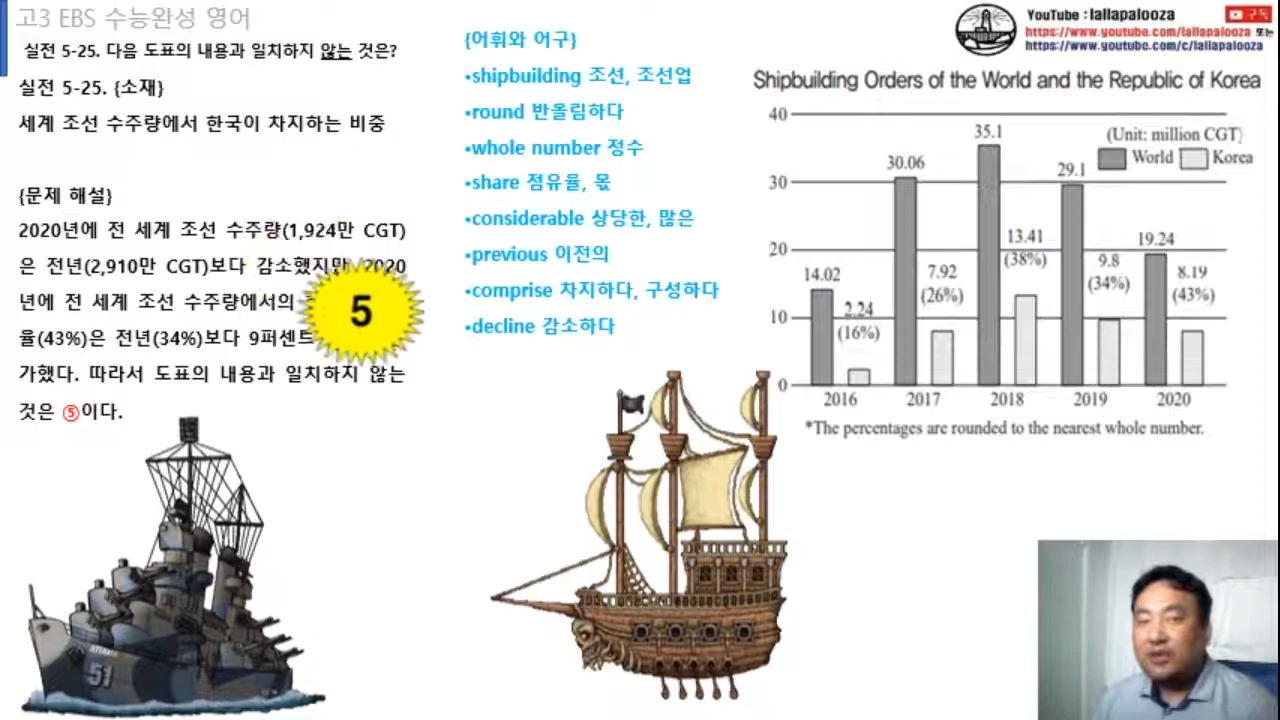 고3 EBS 수능완성 영어
실전 5-25. 다음 도표의 내용과 일치하지 않는 것은?
실전 5-25. {소재}
세계 조선 수주량에서 한국이 차지하는 비중
{문제 해설}
2020년에 전 세계 조선 수주량(1,924만 CGT)
은 전년(2,910만 CGT)보다 감소했지만, 2020
년에 전 세계 조선 수주량에서의
율(43%)은 전년(34%)보다 9퍼센트
가했다. 따라서 도표의 내용과 일치하지 않는
것은 ⑤이다.
5
{어휘와 어구}
•shipbuilding 조선, 조선업
•round 반올림하다
•whole number 정수
•share 점유율, 몫
•considerable 상당한, 많은
•previous 이전의
•comprise 차지하다, 구성하다
•decline 감소하다
YouTube : lallapalooza
구독
https://www.youtube.com/lallapalooza 또는
https://www.youtube.com/c/lallapalooza
Shipbuilding Orders of the World and the Republic of Korea
(Unit: million CGT)
World Korea
40
30
20
10
0
14.02
2.24
(16%)
30.06
7.92
(26%)
35.1
13.41
(38%)
29.1
9.8
(34%)
19.24
8.19
(43%)
2016 2017 2018 2019 2020
*The percentages are rounded to the nearest whole number.
51